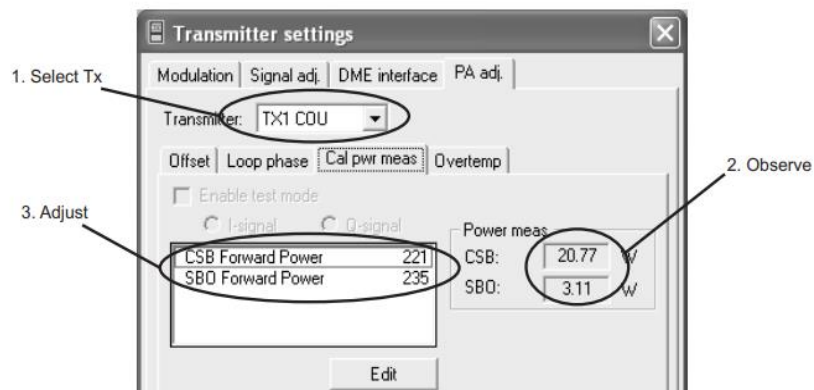 Transmitter settings
1. Select Tx
Modulation Signal adj. DME interface PA adj.
Transmitter: TX1 COU
Offset Loop phase Cal pwr meas Overtemp
2. Observe
Enable test mode
I-signal Q-signal
3. Adjust
Power meas
CSB Forward Power 221
CSB: 20.77 W
SBO Forward Power 235
SBO: 3.11 W
Edit